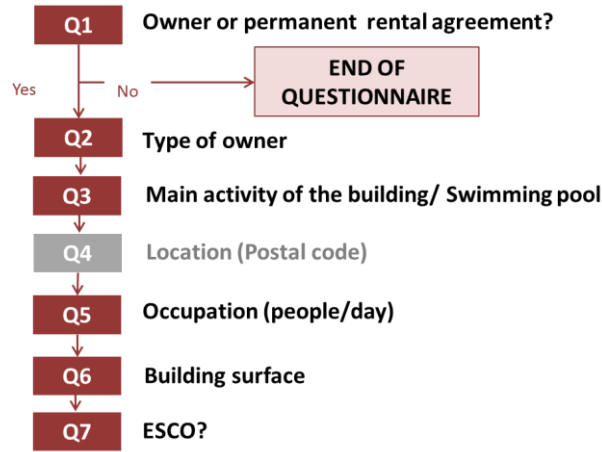 Q1 Owner or permanent rental agreement?
Yes No END OF
QUESTIONNAIRE
Q2 Type of owner
Q3 Main activity of the building/ Swimming pool
Q4 Location (Postal code)
Q5 Occupation (people/day)
Q6 Building surface
Q7 ESCO?